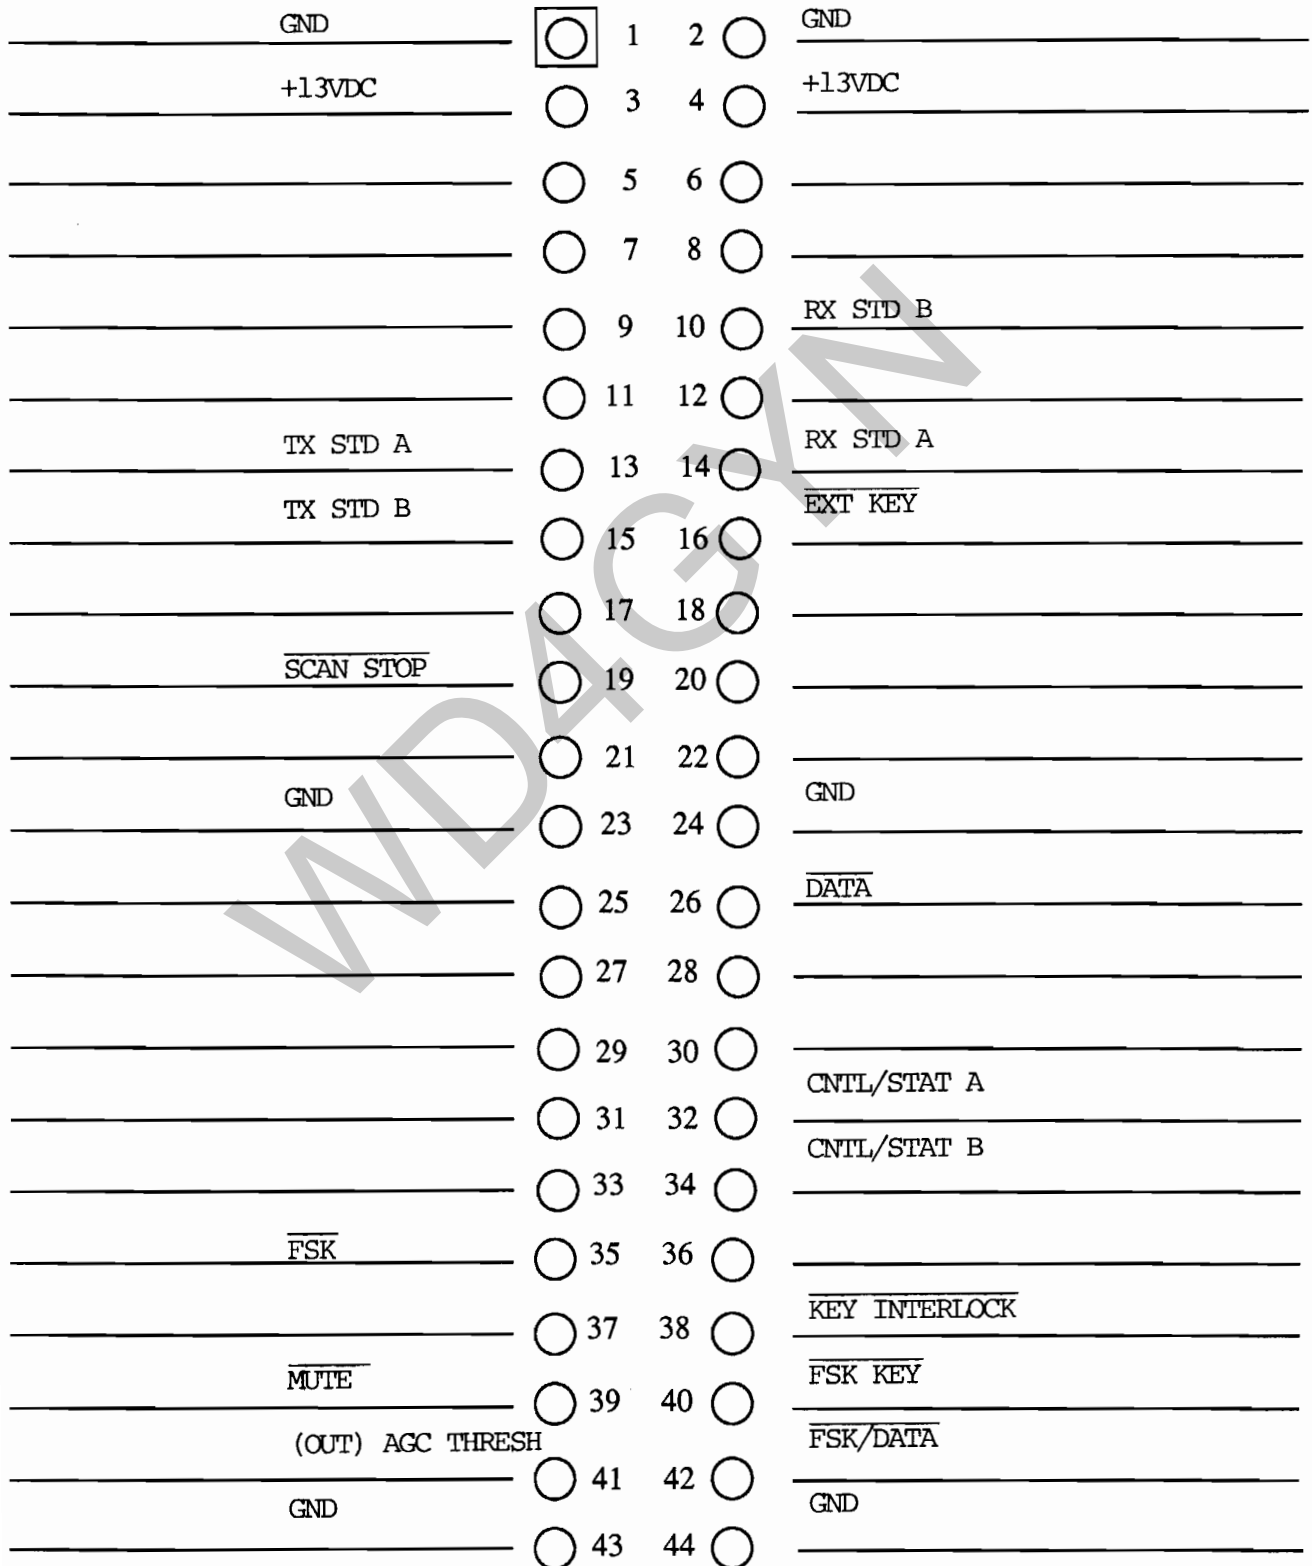 GND 1 2 GND
+13VDC 3 4 +13VDC
5 6
7 8
9 10 RX STD B
11 12
TX STD A 13 14 RX STD A
TX STD B 15 16 EXT KEY
17 18
SCAN STOP 19 20
21 22
GND 23 24 GND
25 26 DATA
27 28
29 30
31 32 CNTL/STAT A
33 34 CNTL/STAT B
FSK 35 36
37 38 KEY INTERLOCK
MUTE 39 40 FSK KEY
(OUT) AGC THRESH 41 42 FSK/DATA
GND 43 44 GND
WD4GYN